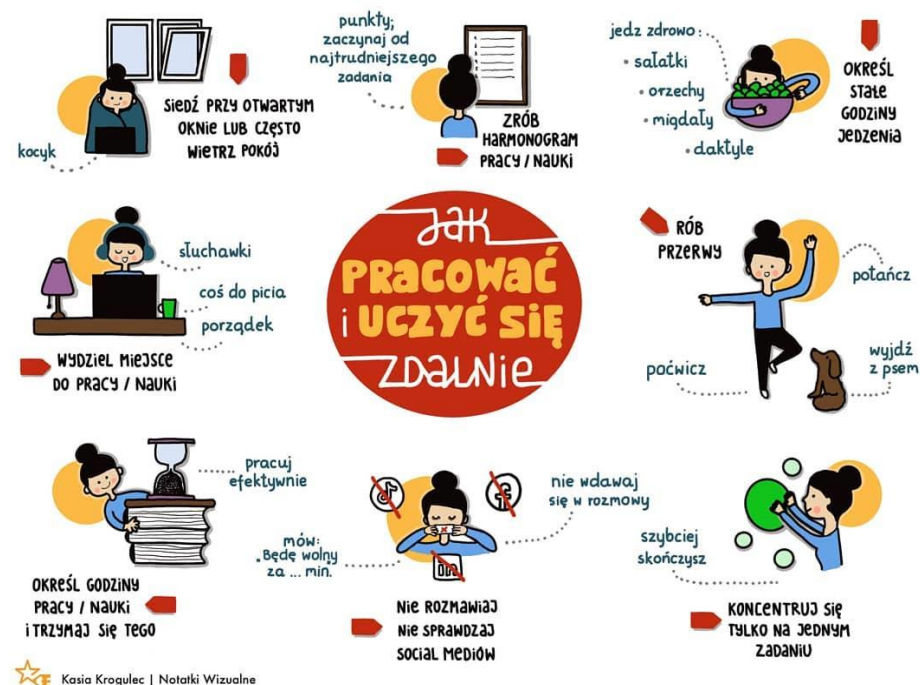 kocyk
SIEDŹ PRZY OTWARTYM
OKNIE LUB CZĘSTO
WIETRZ POKÓJ
punkty;
zaczynaj od
najtrudniejszego
zadania
ZRÓB
HARMONOGRAM
PRACY / NAUKI
jedz zdrowo:
• sałatki
• orzechy
• migdały
• daktyle
OKREŚL
STAŁE
GODZINY
JEDZENIA
słuchawki
coś do picia
porządek
WYDZIEL MIEJSCE
DO PRACY / NAUKI
Jak
PRACOWAĆ
i UCZYĆ SIĘ
ZDALNIE
RÓB
PRZERWY
potańcz
poćwicz
wyjdź
z psem
pracuj
efektywnie
OKREŚL GODZINY
PRACY / NAUKI
i TRZYMAJ SIĘ TEGO
mów:
„Będę wolny
za ... min.
nie wdawaj
się w rozmowy
f
in
NIE ROZMAWIAJ
NIE SPRAWDZAJ
SOCIAL MEDIÓW
szybciej
skończysz
KONCENTRUJ SIĘ
TYLKO NA JEDNYM
ZADANIU
Kasia Krogulec | Notatki Wizualne